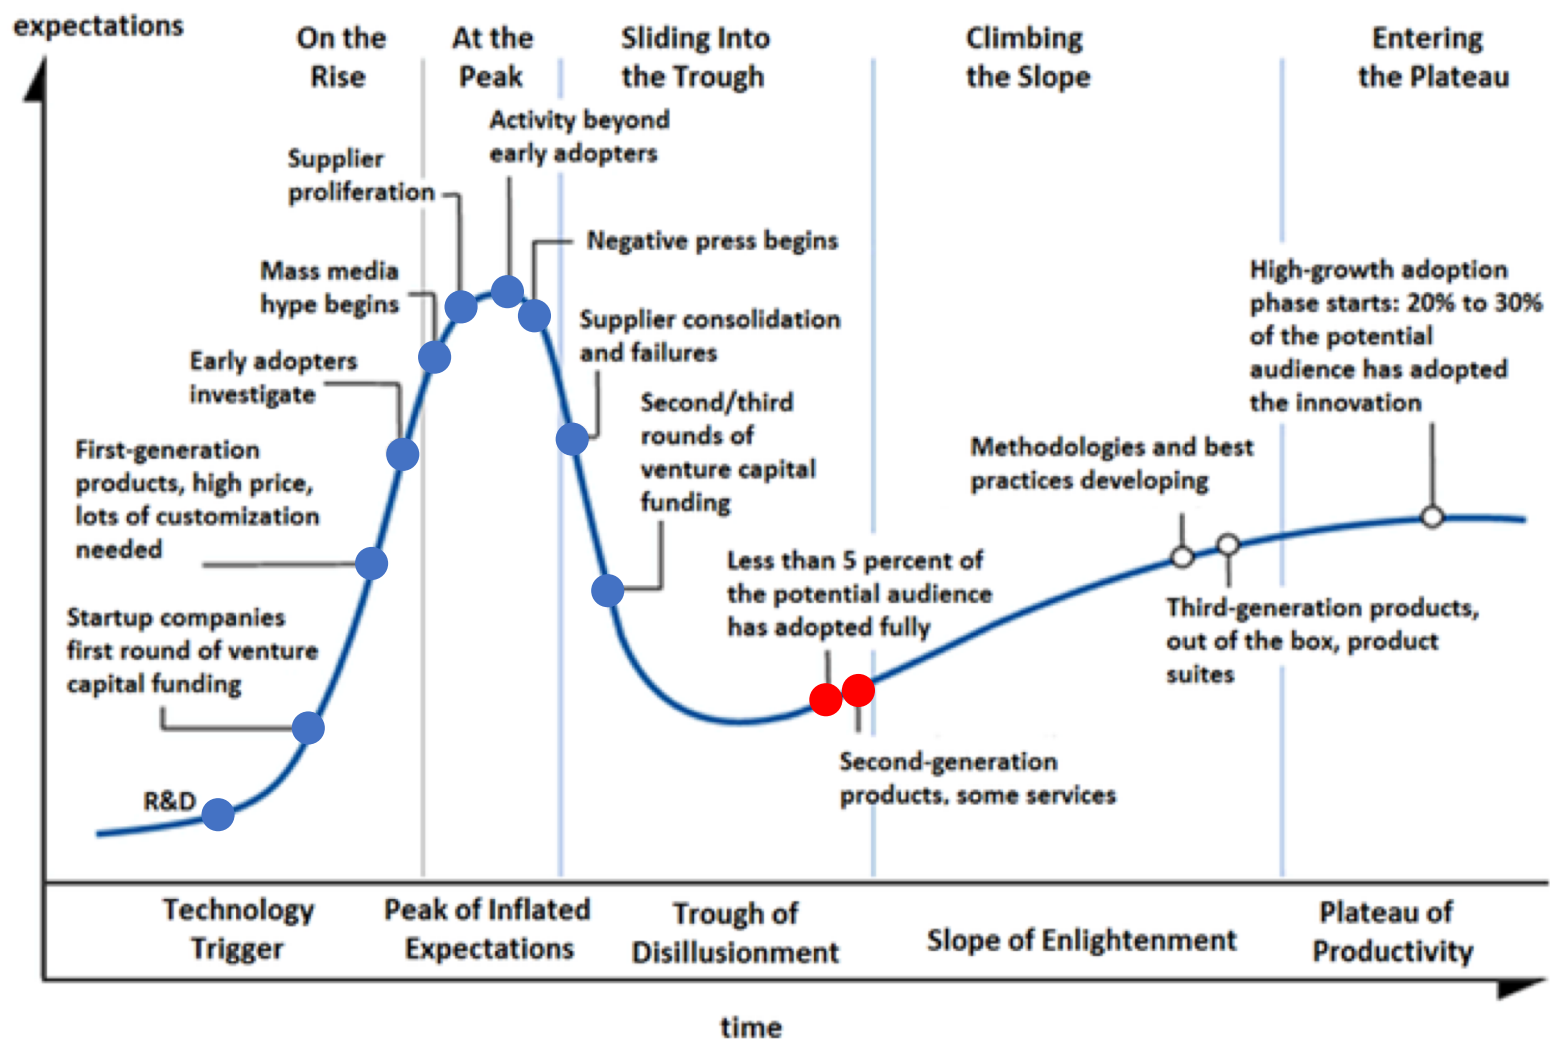 expectations
On the
Rise
At the
Peak
Sliding Into
the Trough
Climbing
the Slope
Entering
the Plateau
Activity beyond
early adopters
Supplier
proliferation
Negative press begins
Mass media
hype begins
Supplier consolidation
and failures
High-growth adoption
phase starts: 20% to 30%
of the potential
audience has adopted
the innovation
Early adopters
investigate
Second/third
rounds of
venture capital
funding
First-generation
products, high price,
lots of customization
needed
Methodologies and best
practices developing
Less than 5 percent of
the potential audience
has adopted fully
Startup companies
first round of venture
capital funding
Third-generation products,
out of the box, product
suites
Second-generation
products. some services
R&D
Technology
Trigger
Peak of Inflated
Expectations
Trough of
Disillusionment
Slope of Enlightenment
Plateau of
Productivity
time